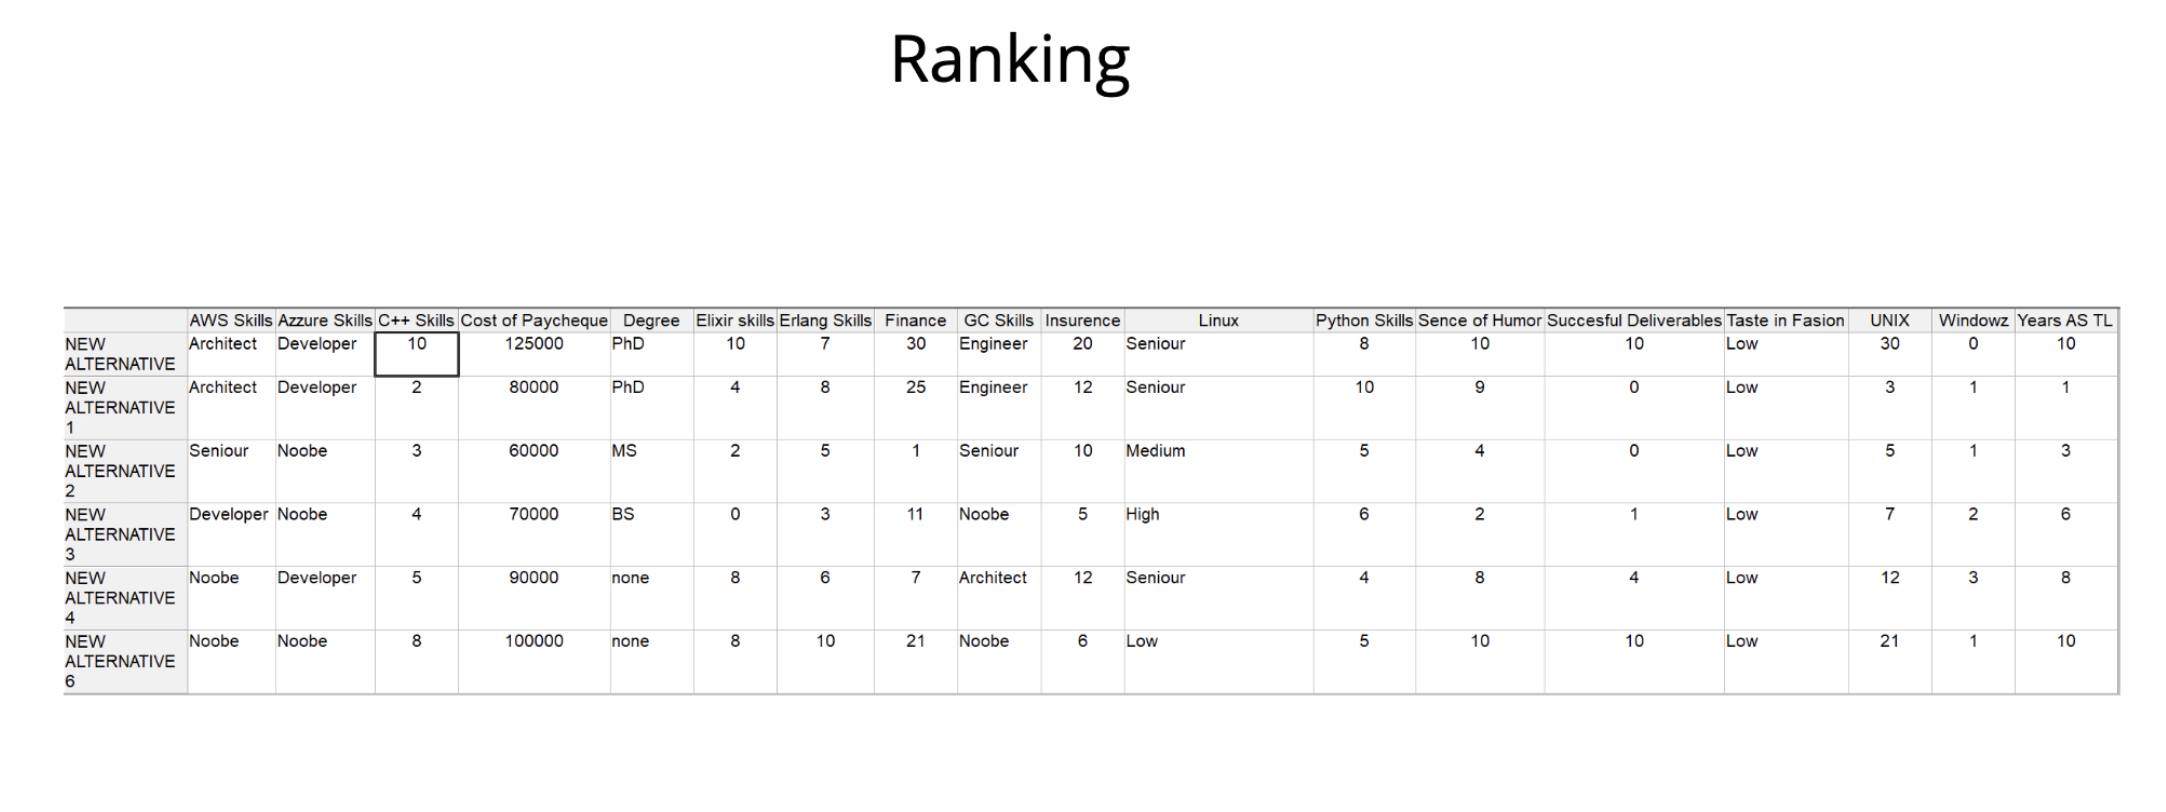 Ranking
AWS Skills Azzure Skills C++ Skills Cost of Paycheque Degree Elixir skills Erlang Skills Finance GC Skills Insurence Linux Python Skills Sence of Humor Succesful Deliverables Taste in Fasion UNIX Windowz Years AS TL
NEW Architect Developer 10 125000 PhD 10 7 30 Engineer 20 Seniour 8 10 10 Low 30 0 10
ALTERNATIVE
NEW Architect Developer 2 80000 PhD 4 8 25 Engineer 12 Seniour 10 9 0 Low 3 1 1
ALTERNATIVE
1
NEW Seniour Noobe 3 60000 MS 2 5 1 Seniour 10 Medium 5 4 0 Low 5 1 3
ALTERNATIVE
2
NEW Developer Noobe 4 70000 BS 0 3 11 Noobe 5 High 6 2 1 Low 7 2 6
ALTERNATIVE
3
NEW Noobe Developer 5 90000 none 8 6 7 Architect 12 Seniour 4 8 4 Low 12 3 8
ALTERNATIVE
4
NEW Noobe Noobe 8 100000 none 8 10 21 Noobe 6 Low 5 10 10 Low 21 1 10
ALTERNATIVE
6